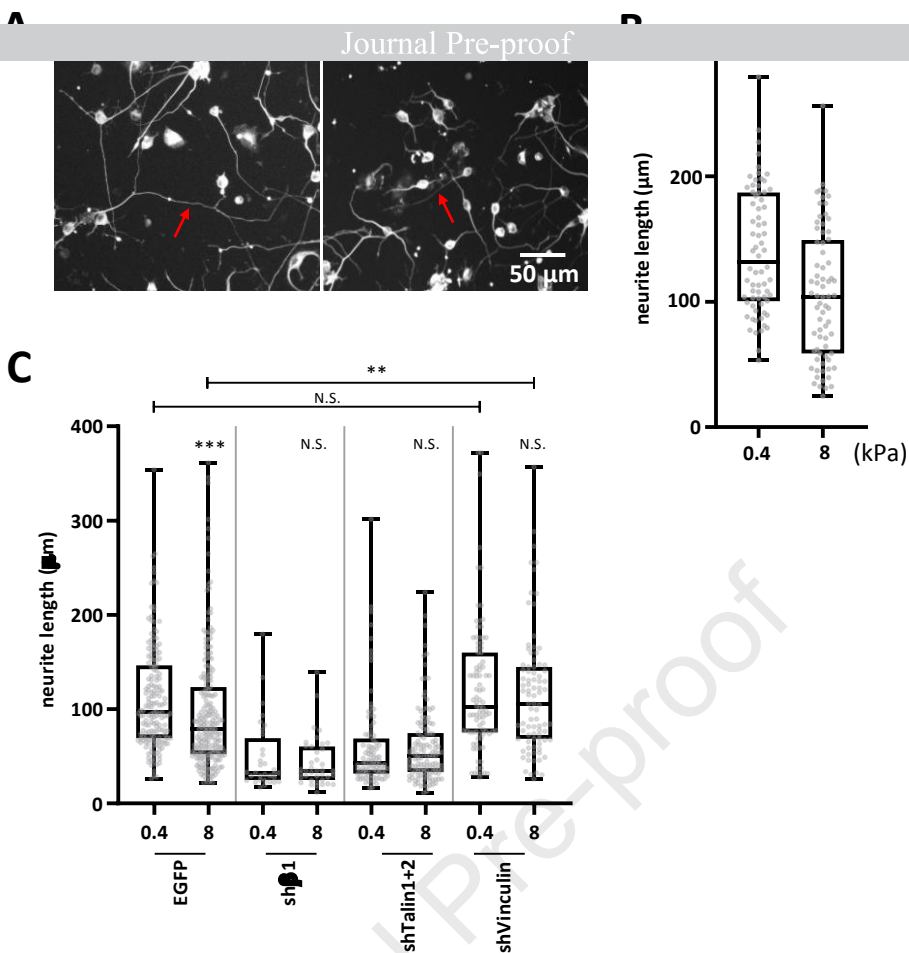 A
B
Journal Pre-proof
50 µm
neurite length (µm)
200
100
0
0.4
8
(kPa)
C
**
N.S.
***
N.S.
N.S.
N.S.
neurite length (µm)
400
300
200
100
0
0.4
8
0.4
8
0.4
8
0.4
8
EGFP
shβ1
shTalin1+2
shVinculin
Pre-proof